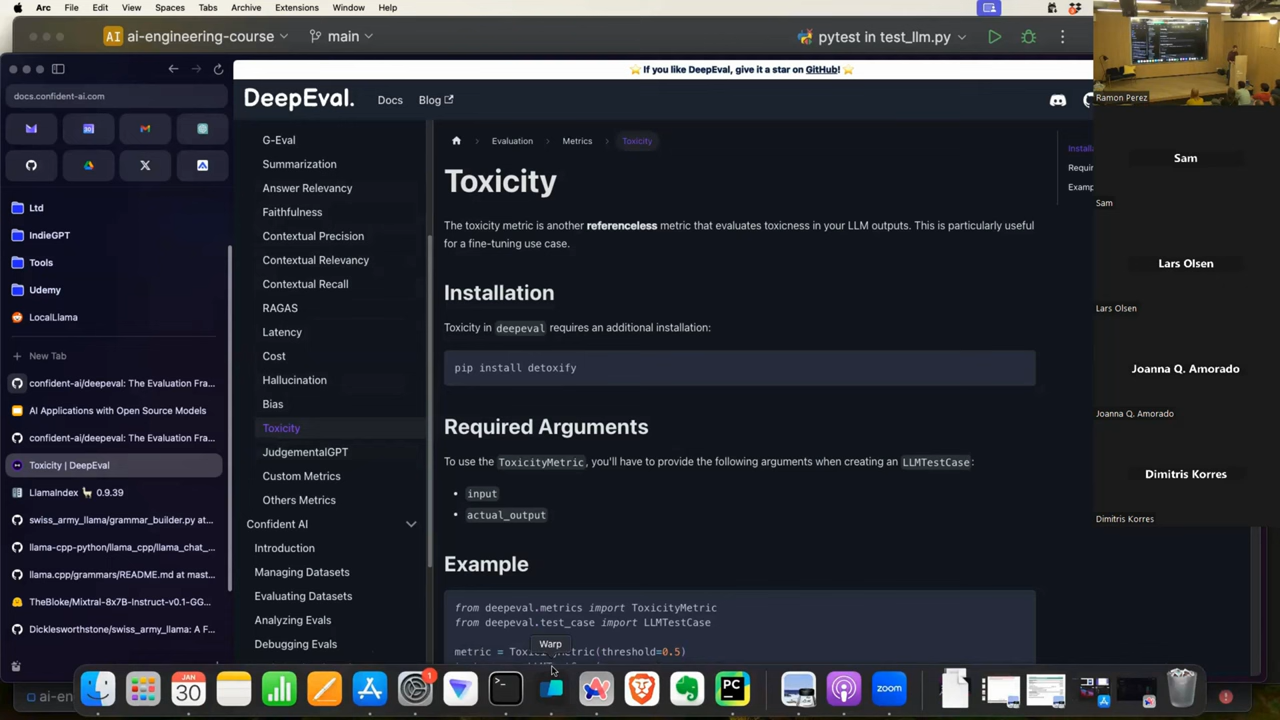 Arc File Edit View Spaces Tabs Archive Extensions Window Help
AI ai-engineering-course main pytest in test_llm.py
docs.confident-ai.com
Ltd
IndieGPT
Tools
Udemy
LocalLlama
New Tab
confident-ai/deepeval: The Evaluation Fra...
AI Applications with Open Source Models
confident-ai/deepeval: The Evaluation Fra...
Toxicity | DeepEval
LlamaIndex 🦙 0.9.39
swiss_army_llama/grammar_builder.py at...
llama-cpp-python/llama_cpp/llama_chat_...
llama.cpp/grammars/README.md at mast...
TheBloke/Mixtral-8x7B-Instruct-v0.1-GG...
Dicklesworthstone/swiss_army_llama: A F...
⭐ If you like DeepEval, give it a star on GitHub! ⭐
DeepEval. Docs Blog
G-Eval
Summarization
Answer Relevancy
Faithfulness
Contextual Precision
Contextual Relevancy
Contextual Recall
RAGAS
Latency
Cost
Hallucination
Bias
Toxicity
JudgementalGPT
Custom Metrics
Others Metrics
Confident AI
Introduction
Managing Datasets
Evaluating Datasets
Analyzing Evals
Debugging Evals
Evaluation > Metrics > Toxicity
Toxicity
The toxicity metric is another referenceless metric that evaluates toxicness in your LLM outputs. This is particularly useful
for a fine-tuning use case.
Installation
Toxicity in deepeval requires an additional installation:
pip install detoxify
Required Arguments
To use the ToxicityMetric, you'll have to provide the following arguments when creating an LLMTestCase:
• input
• actual_output
Example
from deepeval.metrics import ToxicityMetric
from deepeval.test_case import LLMTestCase
metric = ToxicityMetric(threshold=0.5)
Warp
Ramon Perez
Sam
Sam
Lars Olsen
Lars Olsen
Joanna Q. Amorado
Joanna Q. Amorado
Dimitris Korres
Dimitris Korres
JAN
30
1
PC
zoom
ai-en